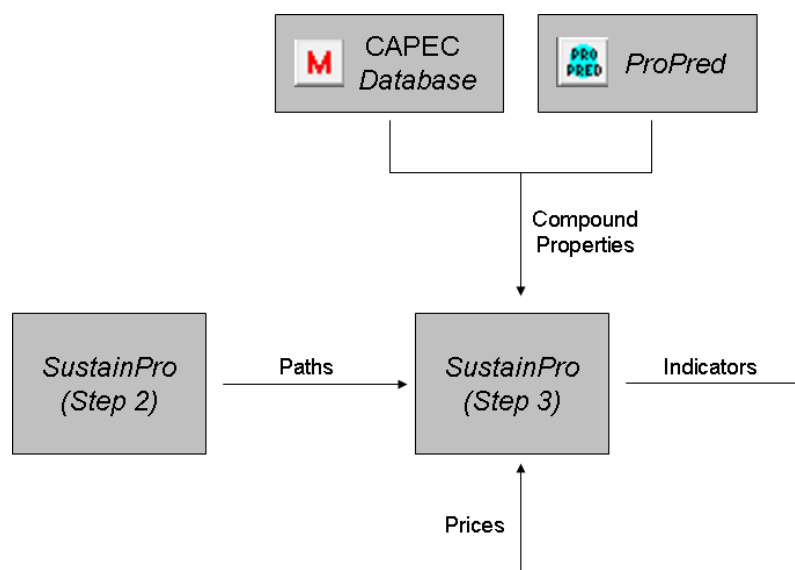 M
CAPEC
Database
PRO
PRED
ProPred
Compound
Properties
SustainPro
(Step 2)
Paths
SustainPro
(Step 3)
Indicators
Prices